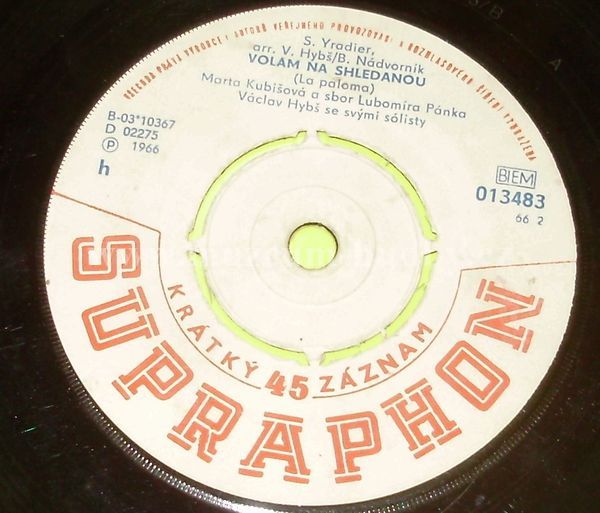 VŠECHNA PRÁVA VÝROBCE I AUTORŮ VEŘEJNÉHO PROVOZOVÁNÍ A ROZHLASOVÉHO ŠÍŘENÍ VYHRAZENA
S. Yradier,
arr. V. Hybš/B. Nádvorník
VOLÁM NA SHLEDANOU
(La paloma)
Marta Kubišová a sbor Lubomíra Pánka
Václav Hybš se svými sólisty
B-03*10367
D 02275
Ⓟ 1966
h
BIEM
013483
66 2
KRÁTKÝ 45 ZÁZNAM
SUPRAPHON